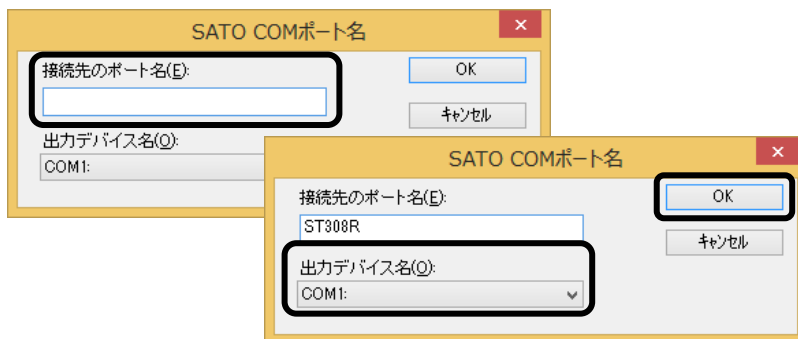 SATO COMポート名
接続先のポート名(E):
OK
キャンセル
出力デバイス名(O):
COM1:
SATO COMポート名
接続先のポート名(E):
ST308R
OK
キャンセル
出力デバイス名(O):
COM1: